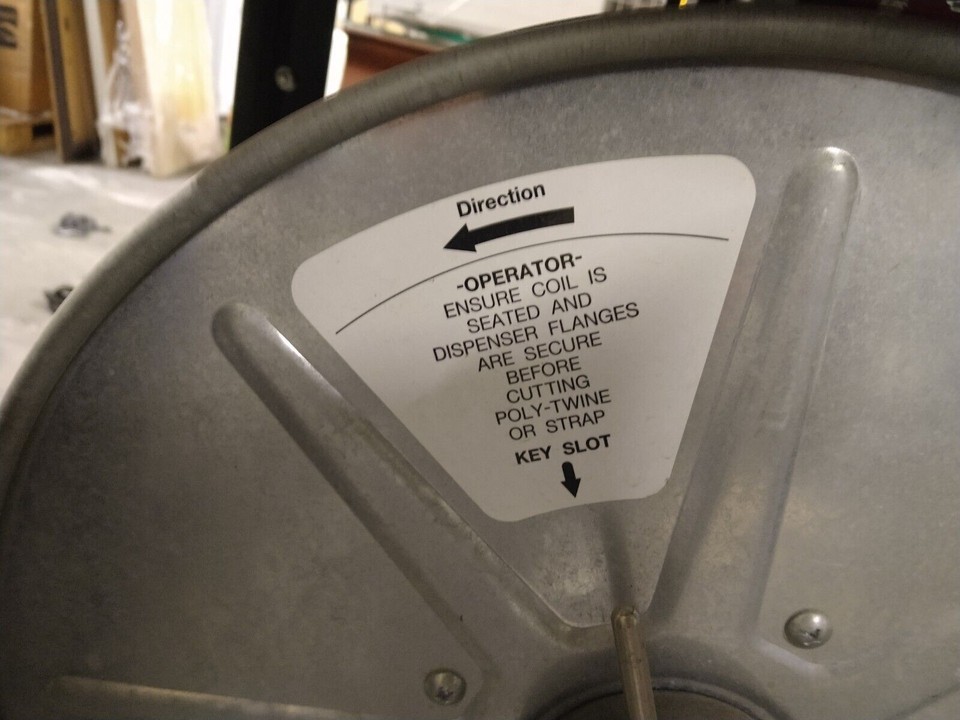 Direction
-OPERATOR-
ENSURE COIL IS
SEATED AND
DISPENSER FLANGES
ARE SECURE
BEFORE
CUTTING
POLY-TWINE
OR STRAP
KEY SLOT